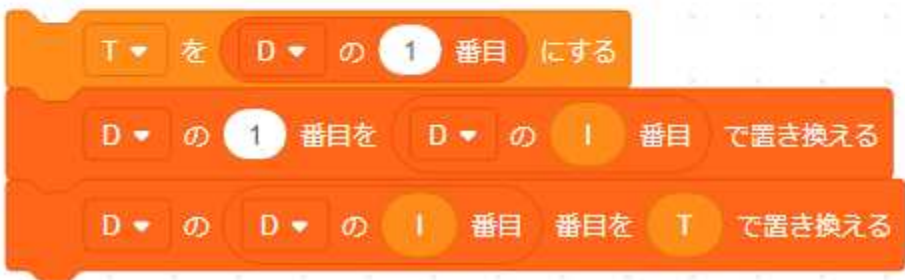 T を D の 1 番目 にする
D の 1 番目を D の I 番目 で置き換える
D の D の I 番目 番目を T で置き換える